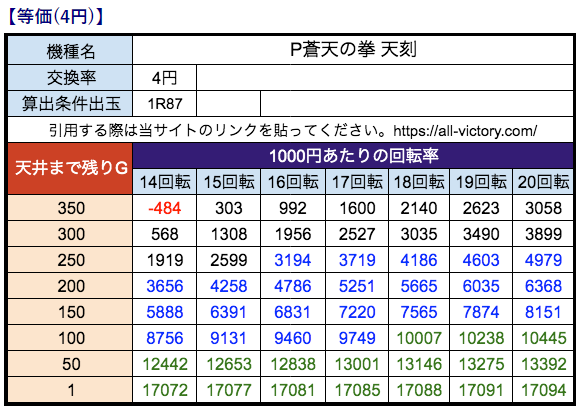 【等価(4円)】
機種名 P蒼天の拳 天刻
交換率 4円
算出条件出玉 1R87
引用する際は当サイトのリンクを貼ってください。https://all-victory.com/
天井まで残りG 1000円あたりの回転率
14回転 15回転 16回転 17回転 18回転 19回転 20回転
350 -484 303 992 1600 2140 2623 3058
300 568 1308 1956 2527 3035 3490 3899
250 1919 2599 3194 3719 4186 4603 4979
200 3656 4258 4786 5251 5665 6035 6368
150 5888 6391 6831 7220 7565 7874 8151
100 8756 9131 9460 9749 10007 10238 10445
50 12442 12653 12838 13001 13146 13275 13392
1 17072 17077 17081 17085 17088 17091 17094